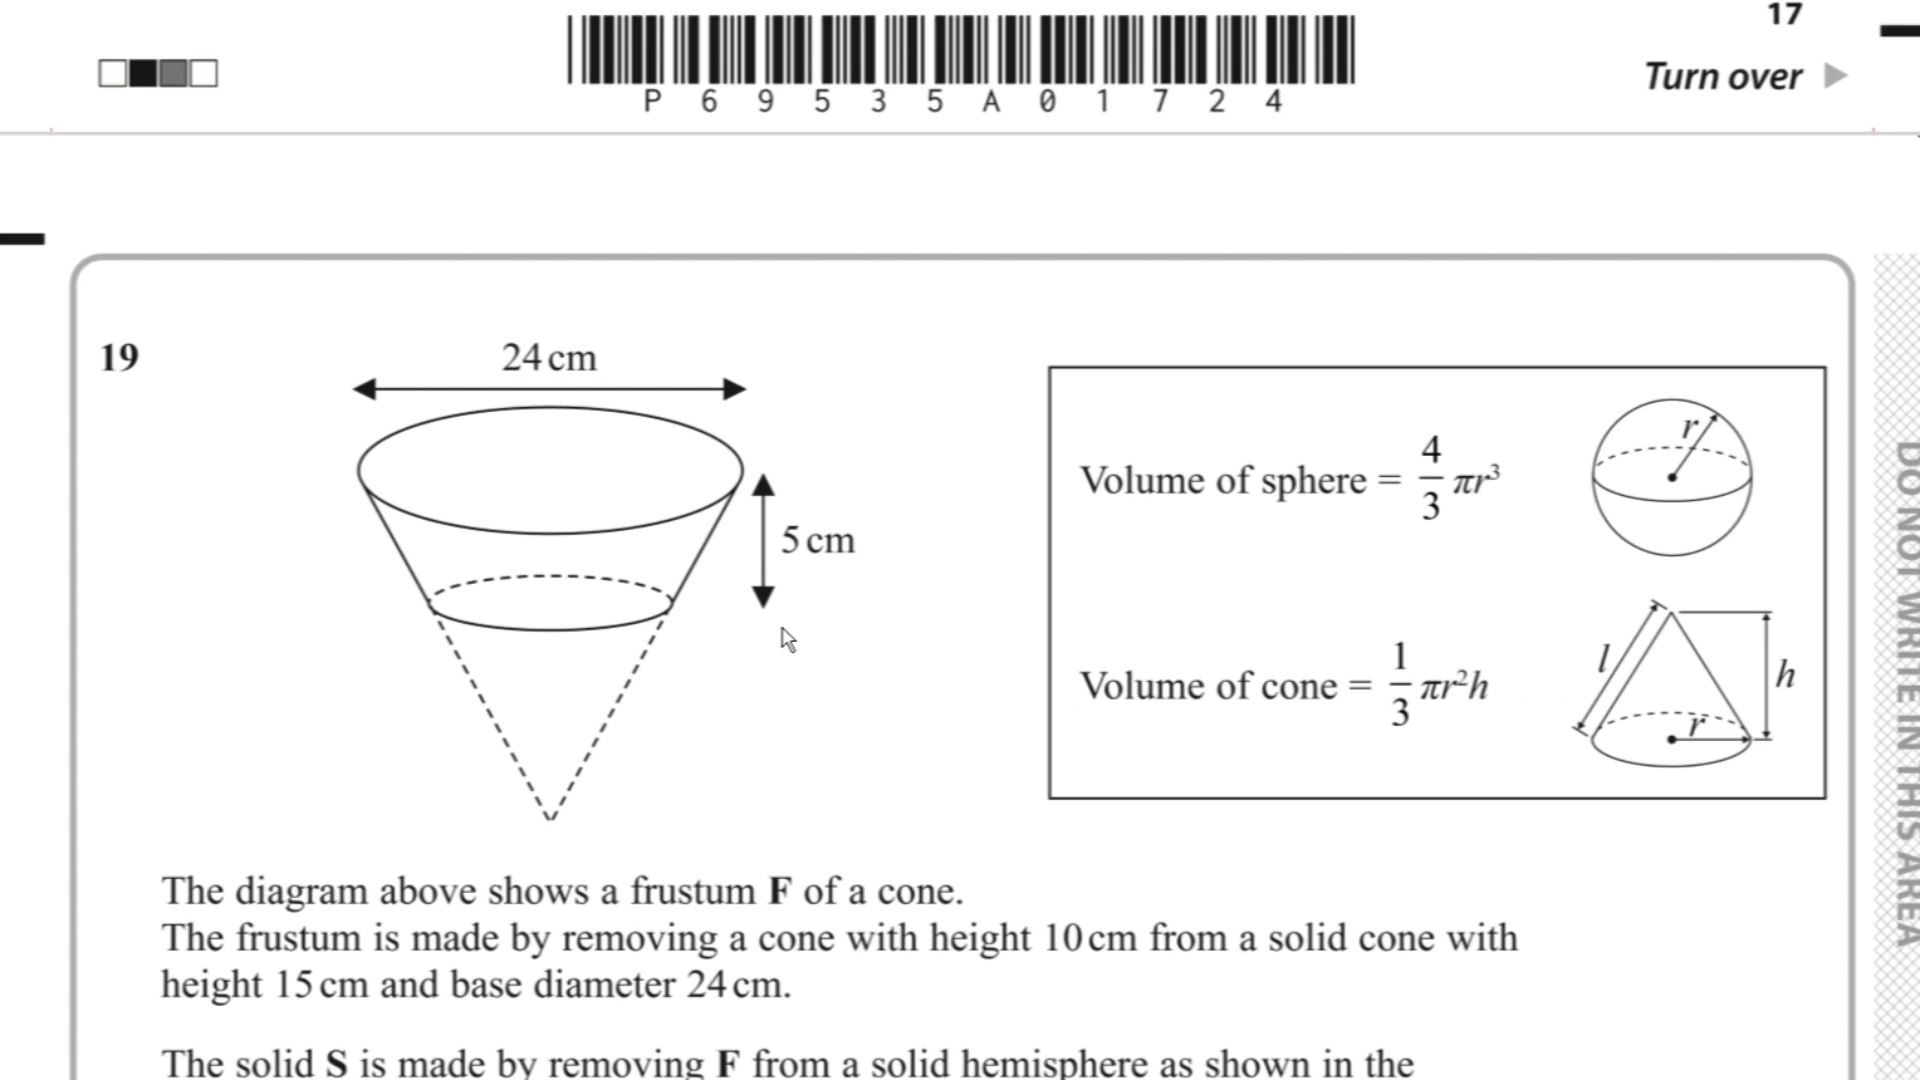 17
Turn over
P 6 9 5 3 5 A 0 1 7 2 4
19
24 cm
5 cm
Volume of sphere = 4/3 πr³
r
Volume of cone = 1/3 πr²h
l
h
r
The diagram above shows a frustum F of a cone.
The frustum is made by removing a cone with height 10 cm from a solid cone with
height 15 cm and base diameter 24 cm.
The solid S is made by removing F from a solid hemisphere as shown in the
DO NOT WRITE IN THIS AREA